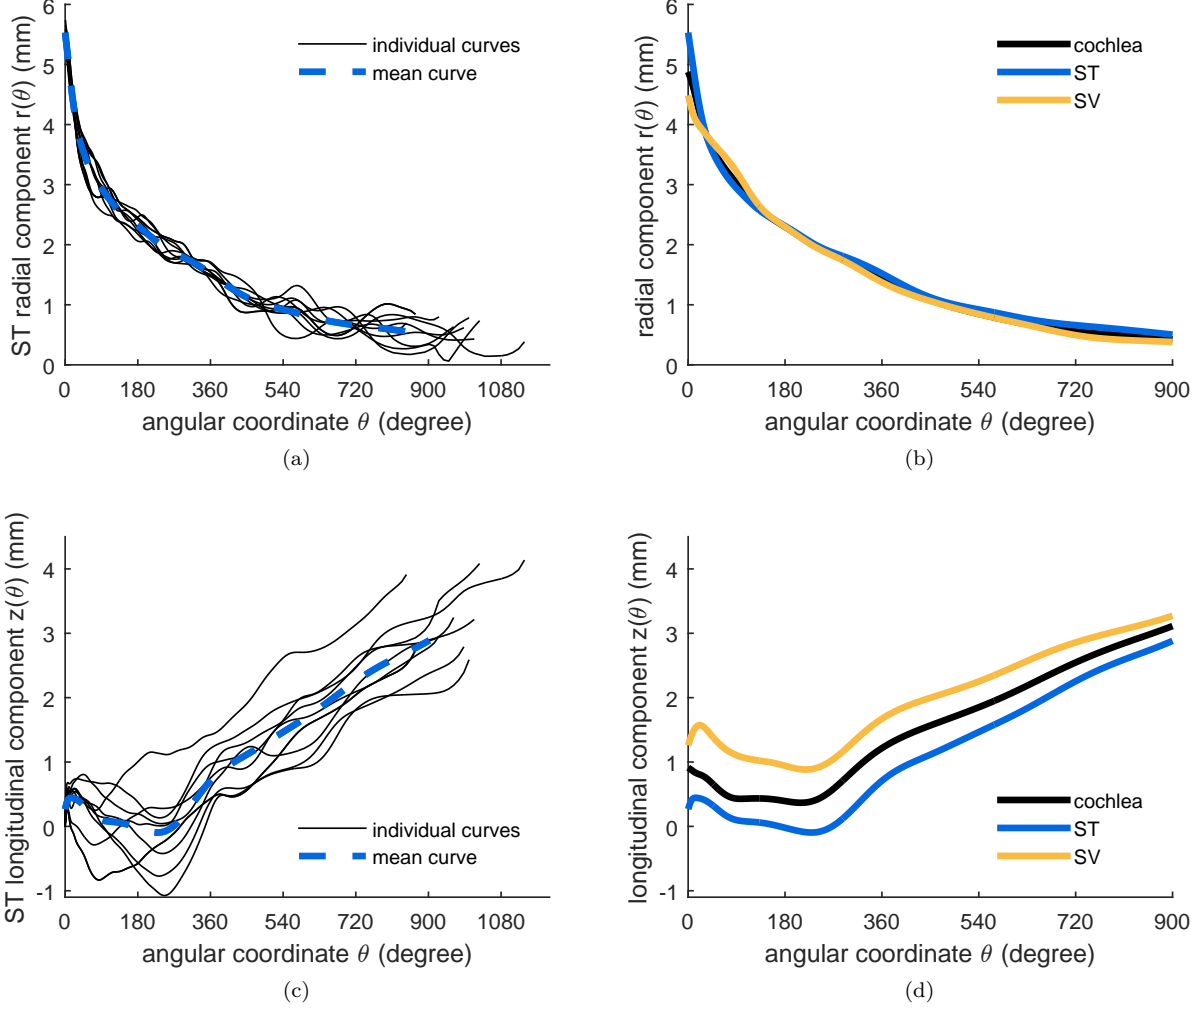 6
5
4
3
2
1
0
ST radial component r(θ) (mm)
individual curves
mean curve
0 180 360 540 720 900 1080
angular coordinate θ (degree)
(a)
6
5
4
3
2
1
0
radial component r(θ) (mm)
cochlea
ST
SV
0 180 360 540 720 900
angular coordinate θ (degree)
(b)
4
3
2
1
0
-1
ST longitudinal component z(θ) (mm)
individual curves
mean curve
0 180 360 540 720 900 1080
angular coordinate θ (degree)
(c)
4
3
2
1
0
-1
longitudinal component z(θ) (mm)
cochlea
ST
SV
0 180 360 540 720 900
angular coordinate θ (degree)
(d)